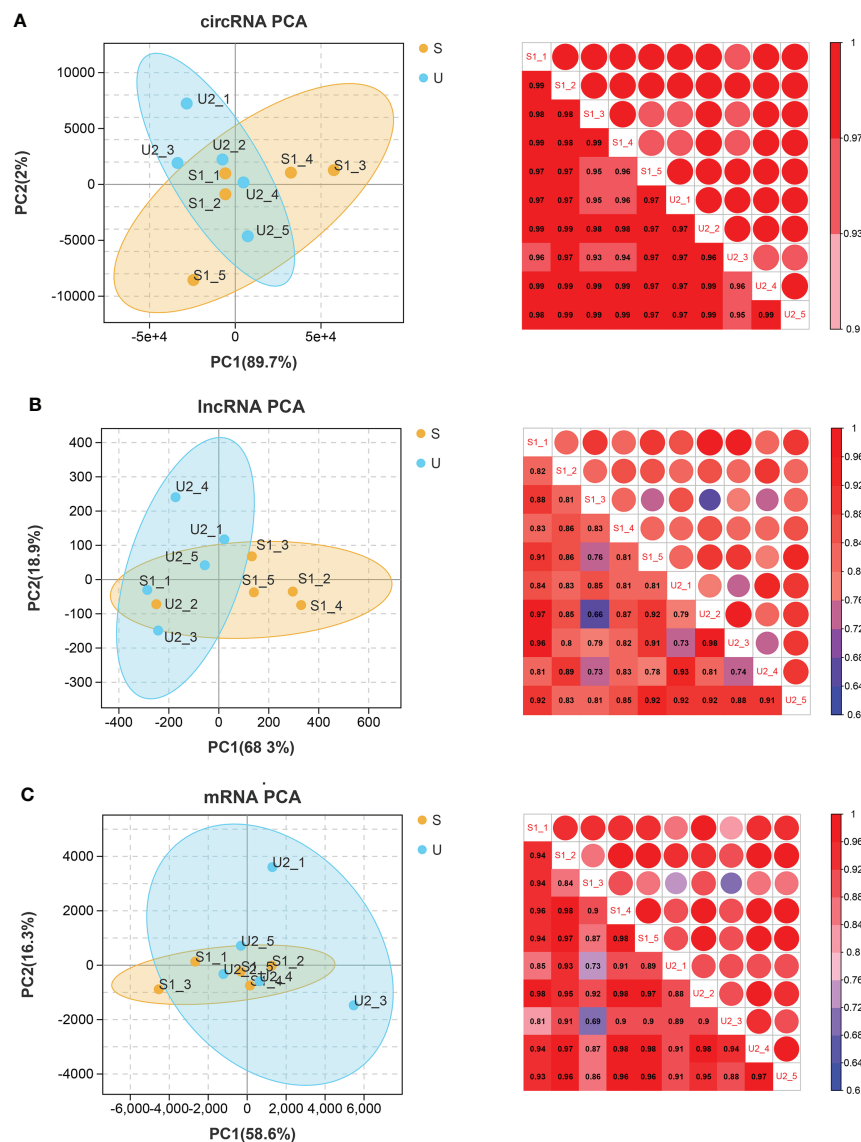 A
circRNA PCA
S
U
10000
5000
0
-5000
-10000
PC2(2%)
U2_1
U2_3
U2_2
S1_1
S1_4
S1_3
S1_2
U2_4
U2_5
S1_5
-5e+4
0
5e+4
PC1(89.7%)
S1_1
0.99 S1_2
0.98 0.98 S1_3
0.99 0.98 0.99 S1_4
0.97 0.97 0.95 0.96 S1_5
0.97 0.97 0.95 0.96 0.97 U2_1
0.99 0.99 0.98 0.98 0.97 0.97 U2_2
0.96 0.97 0.93 0.94 0.97 0.97 0.96 U2_3
0.99 0.99 0.99 0.99 0.97 0.97 0.99 0.96 U2_4
0.98 0.99 0.99 0.99 0.97 0.97 0.99 0.95 0.99 U2_5
1
0.97
0.93
0.9
B
lncRNA PCA
S
U
400
300
200
100
0
-100
-200
-300
PC2(18.9%)
U2_4
U2_1
S1_3
U2_5
S1_1
S1_5
S1_2
U2_2
S1_4
U2_3
-400
-200
0
200
400
600
PC1(68 3%)
S1_1
0.82 S1_2
0.88 0.81 S1_3
0.83 0.86 0.83 S1_4
0.91 0.86 0.76 0.81 S1_5
0.84 0.83 0.85 0.81 0.81 U2_1
0.97 0.85 0.66 0.87 0.92 0.79 U2_2
0.96 0.8 0.79 0.82 0.91 0.73 0.98 U2_3
0.81 0.89 0.73 0.83 0.78 0.93 0.81 0.74 U2_4
0.92 0.83 0.81 0.85 0.92 0.92 0.92 0.88 0.91 U2_5
1
0.96
0.92
0.88
0.84
0.8
0.76
0.72
0.68
0.64
0.6
C
mRNA PCA
S
U
4000
2000
0
-2000
-4000
PC2(16.3%)
U2_1
U2_5
S1_1
S1_5
S1_2
U2_2
U2_4
S1_4
S1_3
U2_3
-6,000
-4,000
-2,000
0
2,000
4,000
6,000
PC1(58.6%)
S1_1
0.94 S1_2
0.94 0.84 S1_3
0.96 0.98 0.9 S1_4
0.94 0.97 0.87 0.98 S1_5
0.85 0.93 0.73 0.91 0.89 U2_1
0.98 0.95 0.92 0.98 0.97 0.88 U2_2
0.81 0.91 0.69 0.9 0.9 0.89 0.9 U2_3
0.94 0.97 0.87 0.98 0.98 0.91 0.98 0.94 U2_4
0.93 0.96 0.86 0.96 0.96 0.91 0.95 0.88 0.97 U2_5
1
0.96
0.92
0.88
0.84
0.8
0.76
0.72
0.68
0.64
0.6